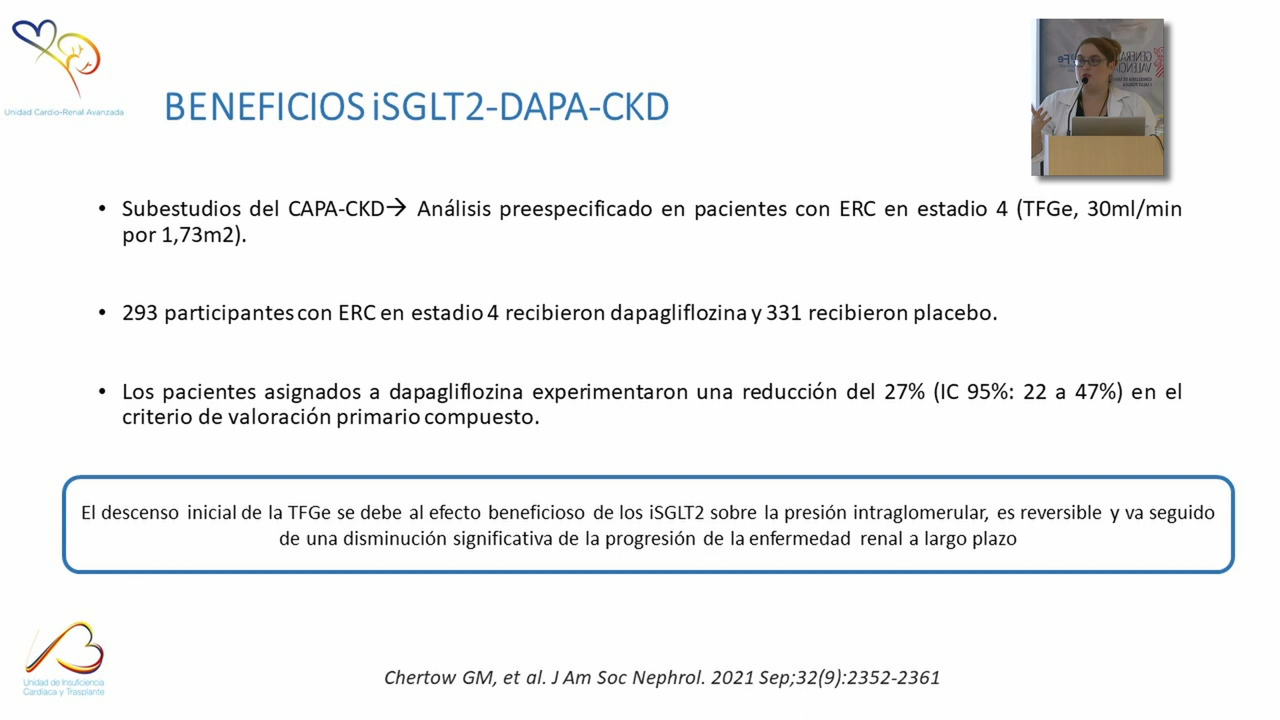 Unidad Cardio-Renal Avanzada
BENEFICIOS iSGLT2-DAPA-CKD
• Subestudios del CAPA-CKD→ Análisis preespecificado en pacientes con ERC en estadio 4 (TFGe, 30ml/min
por 1,73m2).
• 293 participantes con ERC en estadio 4 recibieron dapagliflozina y 331 recibieron placebo.
• Los pacientes asignados a dapagliflozina experimentaron una reducción del 27% (IC 95%: 22 a 47%) en el
criterio de valoración primario compuesto.
El descenso inicial de la TFGe se debe al efecto beneficioso de los iSGLT2 sobre la presión intraglomerular, es reversible y va seguido
de una disminución significativa de la progresión de la enfermedad renal a largo plazo
Unidad de Insuficiencia
Cardíaca y Trasplante
Chertow GM, et al. J Am Soc Nephrol. 2021 Sep;32(9):2352-2361